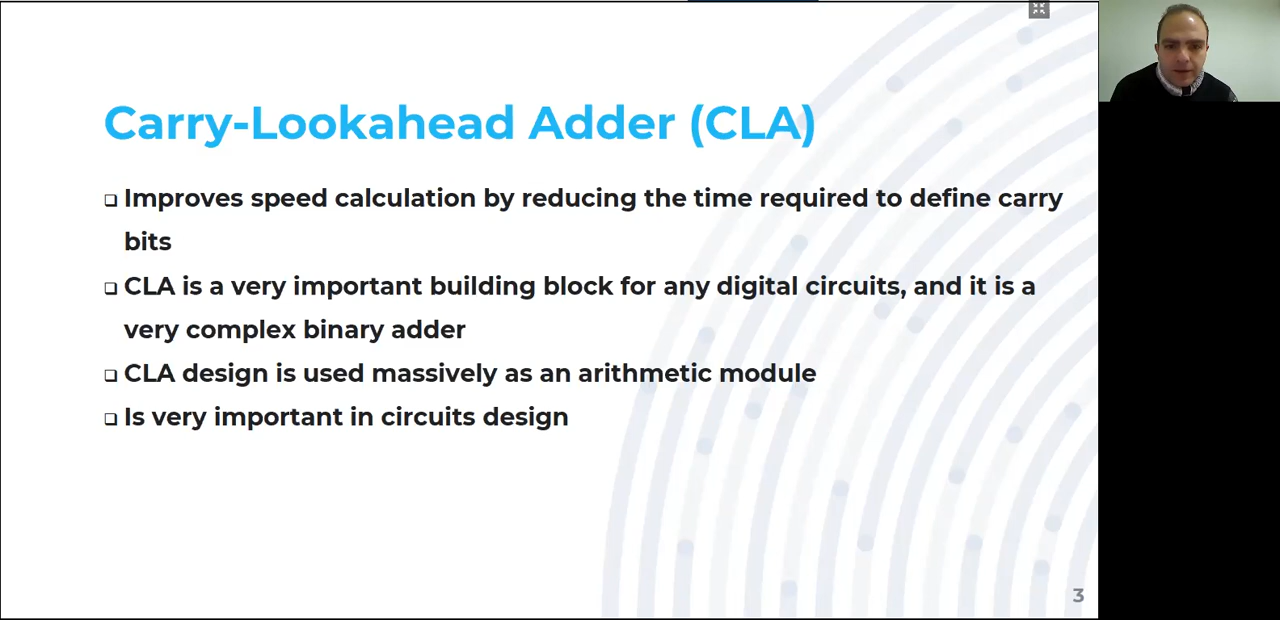 Carry-Lookahead Adder (CLA)
❑ Improves speed calculation by reducing the time required to define carry
bits
❑ CLA is a very important building block for any digital circuits, and it is a
very complex binary adder
❑ CLA design is used massively as an arithmetic module
❑ Is very important in circuits design
3